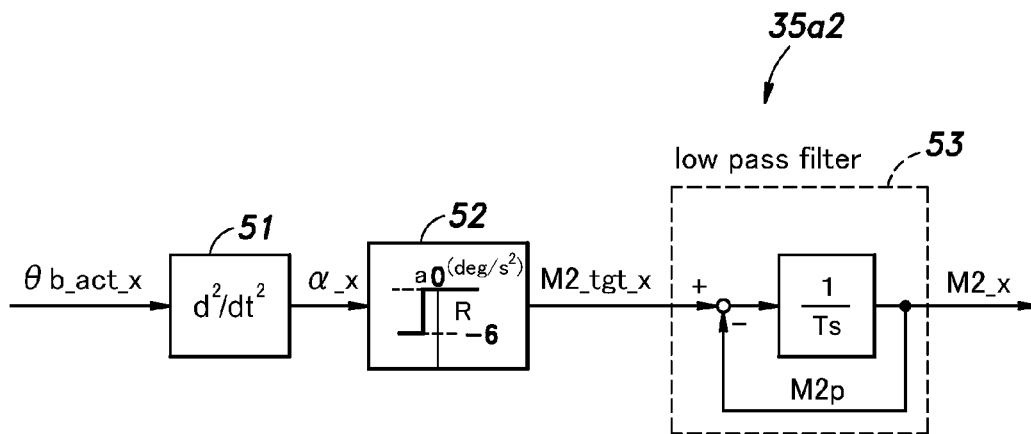 35a2
low pass filter
53
51
52
θ b_act_x
d²/dt²
α_x
a 0 (deg/s²)
R
-6
M2_tgt_x
+
-
1
Ts
M2_x
M2p